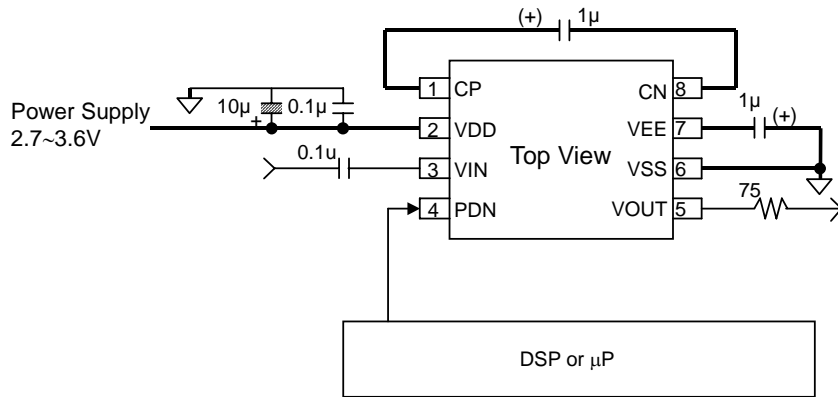 (+) 1μ
1 CP
CN 8
10μ
+
0.1μ
Power Supply
2.7~3.6V
2 VDD
VEE 7
1μ
(+)
Top View
0.1u
3 VIN
VSS 6
4 PDN
VOUT 5
75
DSP or μP